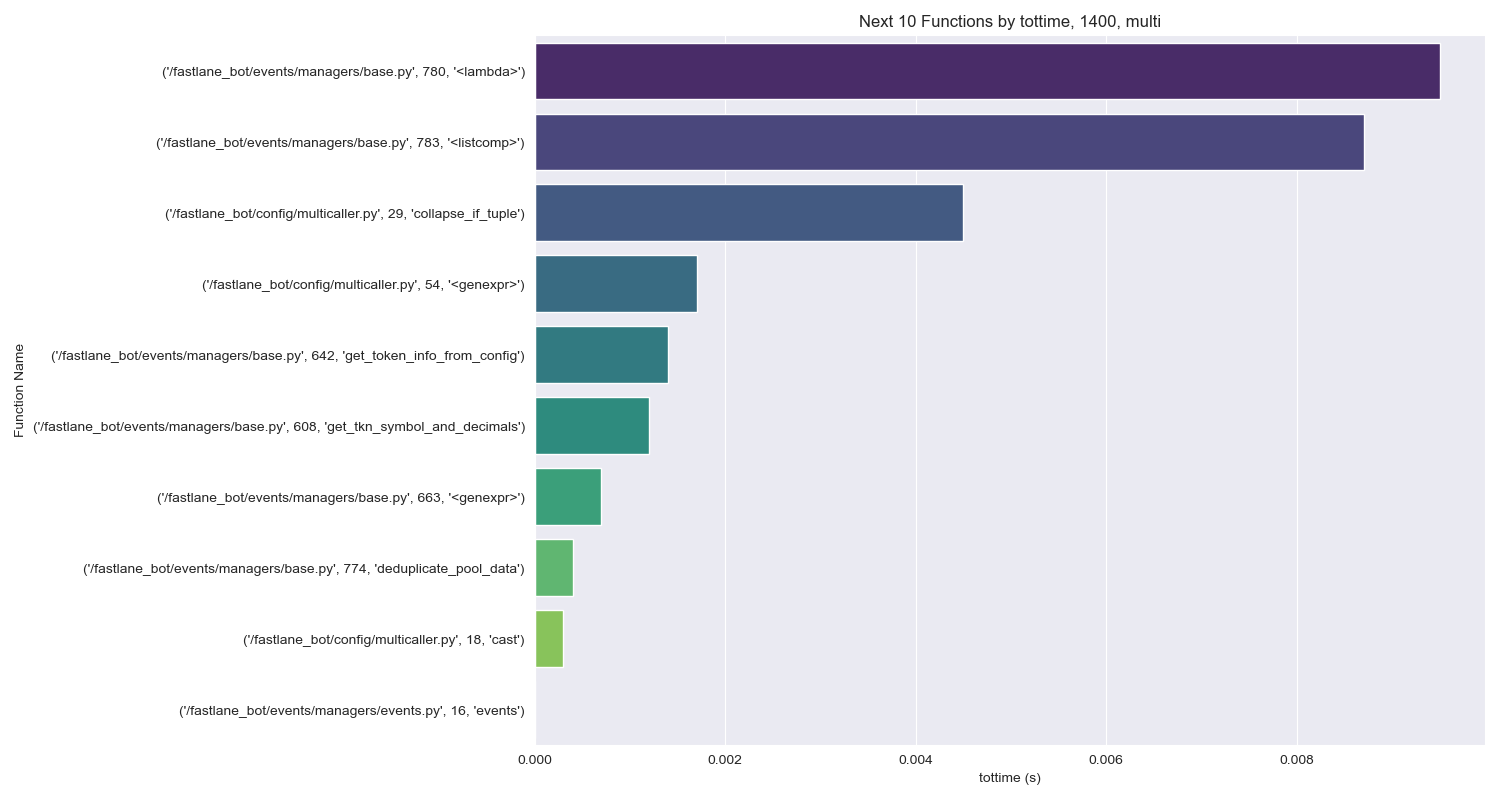 Next 10 Functions by tottime, 1400, multi
('/fastlane_bot/events/managers/base.py', 780, '<lambda>')
('/fastlane_bot/events/managers/base.py', 783, '<listcomp>')
('/fastlane_bot/config/multicaller.py', 29, 'collapse_if_tuple')
('/fastlane_bot/config/multicaller.py', 54, '<genexpr>')
('/fastlane_bot/events/managers/base.py', 642, 'get_token_info_from_config')
('/fastlane_bot/events/managers/base.py', 608, 'get_tkn_symbol_and_decimals')
('/fastlane_bot/events/managers/base.py', 663, '<genexpr>')
('/fastlane_bot/events/managers/base.py', 774, 'deduplicate_pool_data')
('/fastlane_bot/config/multicaller.py', 18, 'cast')
('/fastlane_bot/events/managers/events.py', 16, 'events')
Function Name
0.000 0.002 0.004 0.006 0.008
tottime (s)